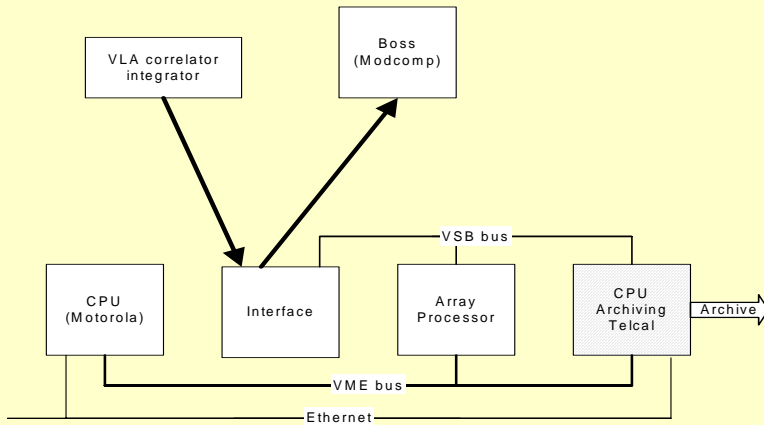 VLA correlator
integrator
Boss
(Modcomp)
VSB bus
CPU
(Motorola)
Interface
Array
Processor
CPU
Archiving
Telcal
Archive
VME bus
Ethernet